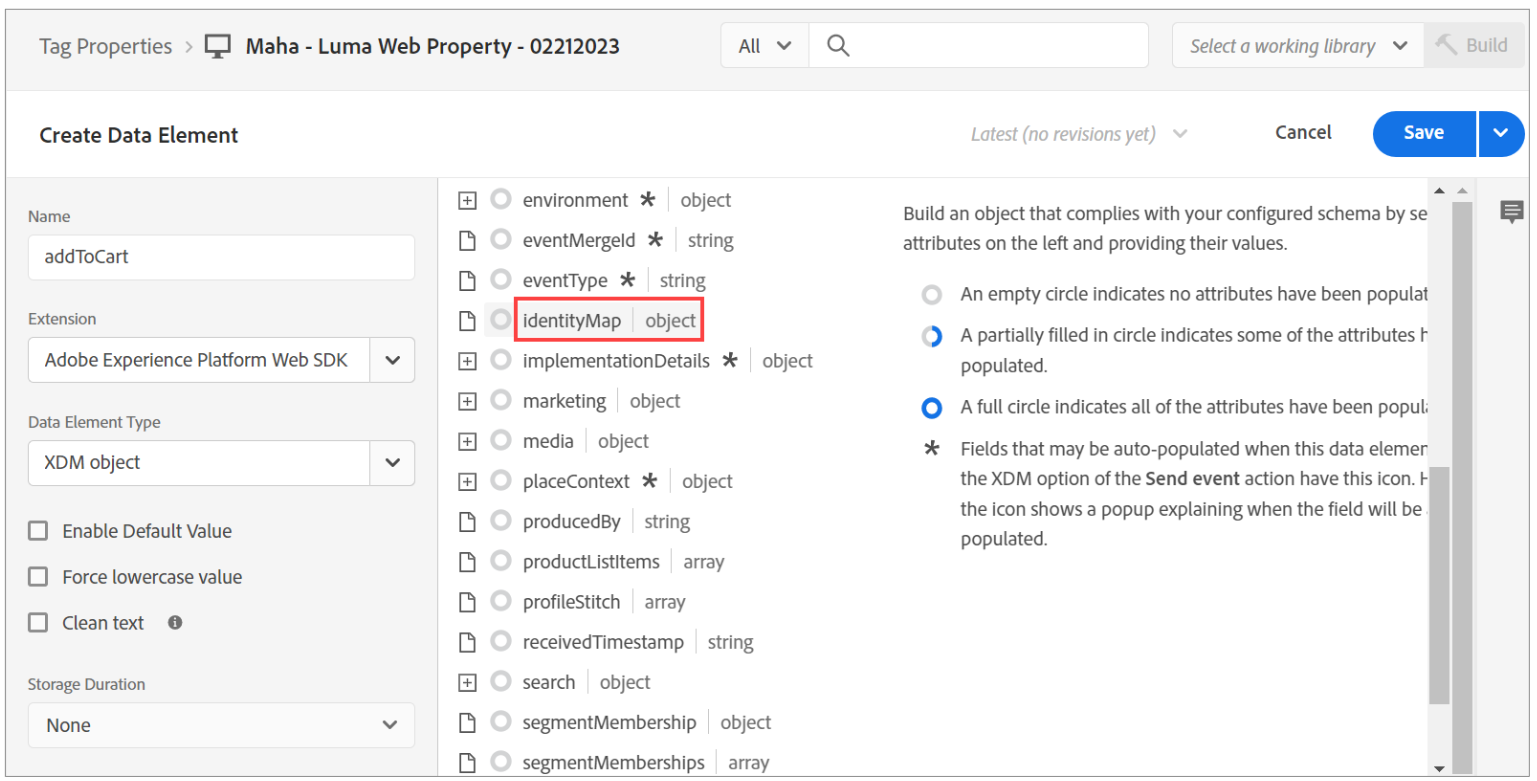 Tag Properties > Maha - Luma Web Property - 02212023
All
Select a working library
Build
Create Data Element
Latest (no revisions yet)
Cancel
Save
Name
addToCart
Extension
Adobe Experience Platform Web SDK
Data Element Type
XDM object
Enable Default Value
Force lowercase value
Clean text
Storage Duration
None
environment * object
eventMergeId * string
eventType * string
identityMap object
implementationDetails * object
marketing object
media object
placeContext * object
producedBy string
productListItems array
profileStitch array
receivedTimestamp string
search object
segmentMembership object
segmentMemberships array
Build an object that complies with your configured schema by se
attributes on the left and providing their values.
An empty circle indicates no attributes have been populat
A partially filled in circle indicates some of the attributes h
populated.
A full circle indicates all of the attributes have been popul
* Fields that may be auto-populated when this data elemen
the XDM option of the Send event action have this icon. H
the icon shows a popup explaining when the field will be
populated.